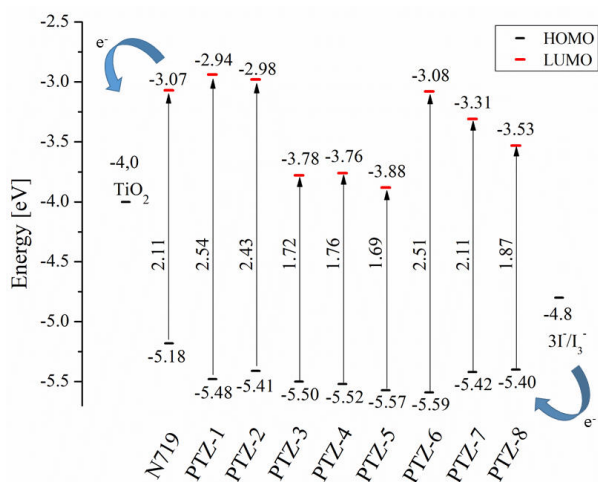 -2.5
-3.0
-3.5
-4.0
-4.5
-5.0
-5.5
Energy [eV]
HOMO
LUMO
e-
-4,0
TiO2
-3.07
-2.94
-2.98
-3.78
-3.76
-3.88
-3.08
-3.31
-3.53
2.11
2.54
2.43
1.72
1.76
1.69
2.51
2.11
1.87
-5.18
-5.48
-5.41
-5.50
-5.52
-5.57
-5.59
-5.42
-5.40
-4.8
3I-/I3-
e-
N719
PTZ-1
PTZ-2
PTZ-3
PTZ-4
PTZ-5
PTZ-6
PTZ-7
PTZ-8